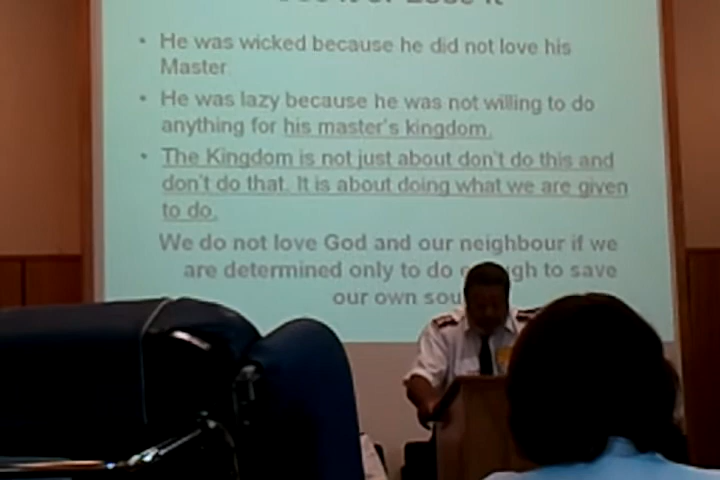 • He was wicked because he did not love his
Master
• He was lazy because he was not willing to do
anything for his master's kingdom.
• The Kingdom is not just about don't do this and
don't do that. It is about doing what we are given
to do.
We do not love God and our neighbour if we
are determined only to do to save
our own